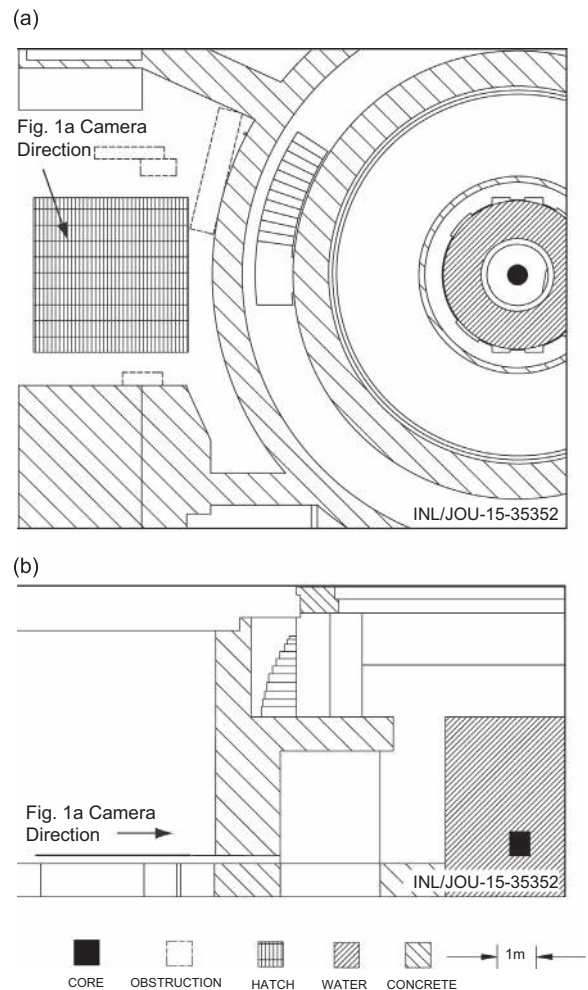 (a)
Fig. 1a Camera
Direction
INL/JOU-15-35352
(b)
Fig. 1a Camera
Direction
INL/JOU-15-35352
1m
CORE OBSTRUCTION HATCH WATER CONCRETE